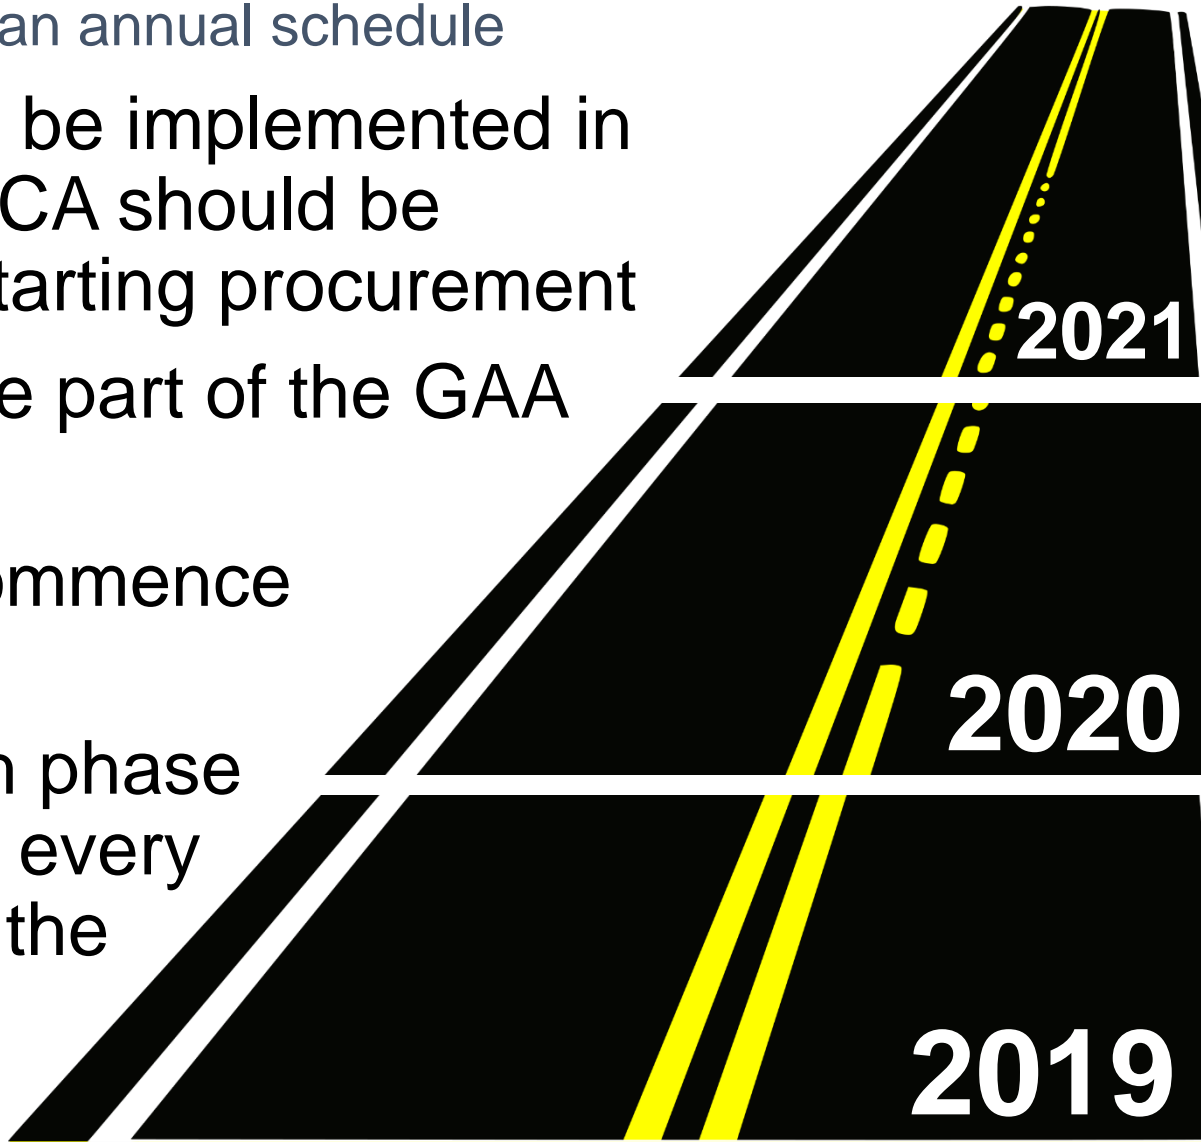 an annual schedule
be implemented in
CA should be
tarting procurement
2021
e part of the GAA
ommence
2020
n phase
every
the
2019